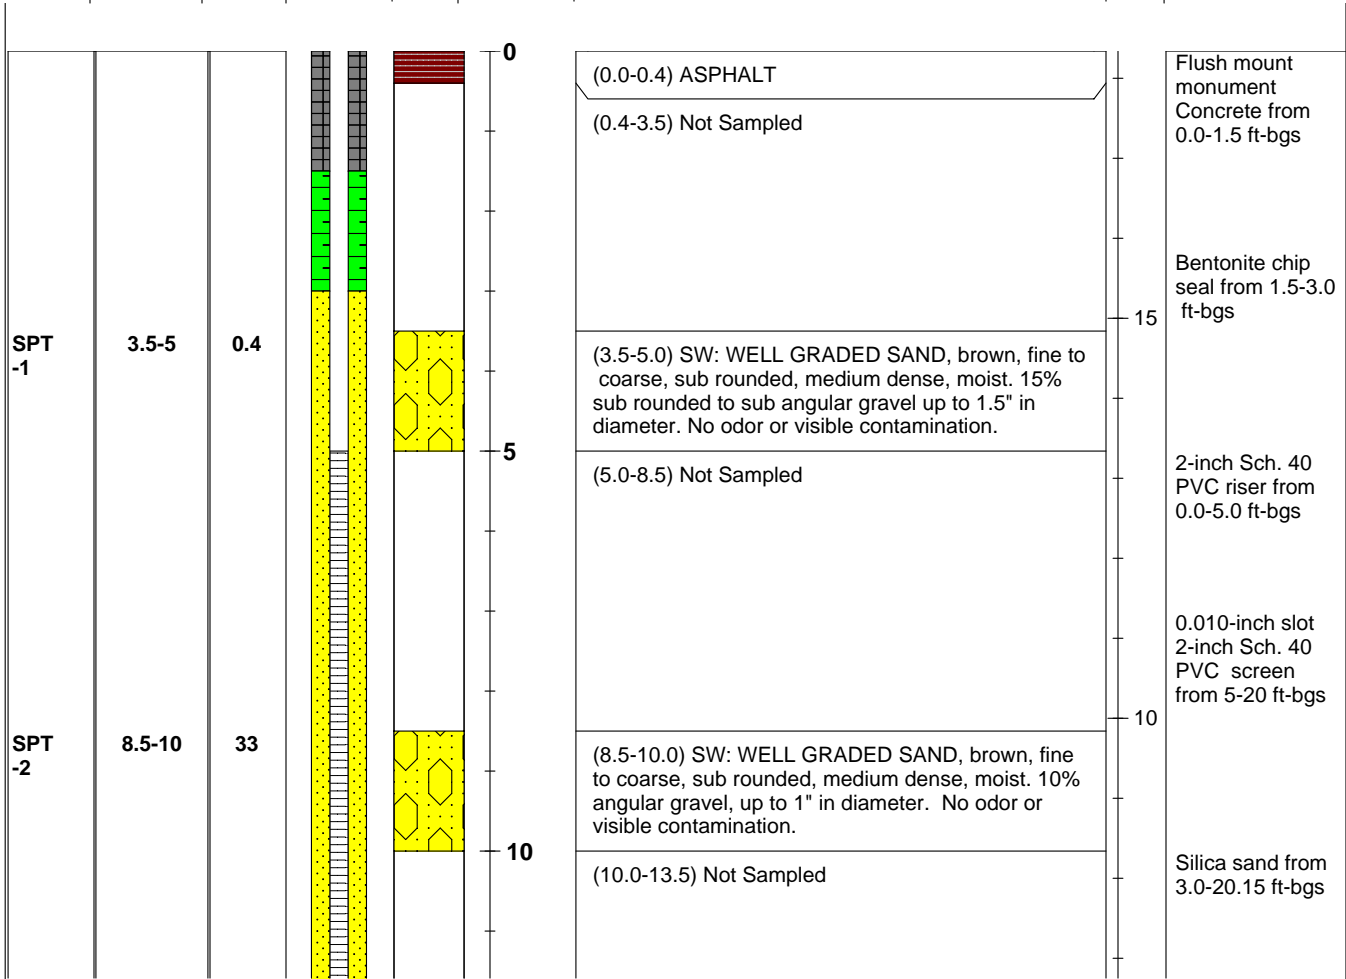 0
(0.0-0.4) ASPHALT
(0.4-3.5) Not Sampled
Flush mount
monument
Concrete from
0.0-1.5 ft-bgs
Bentonite chip
seal from 1.5-3.0
ft-bgs
15
SPT
-1
3.5-5
0.4
(3.5-5.0) SW: WELL GRADED SAND, brown, fine to
coarse, sub rounded, medium dense, moist. 15%
sub rounded to sub angular gravel up to 1.5" in
diameter. No odor or visible contamination.
5
(5.0-8.5) Not Sampled
2-inch Sch. 40
PVC riser from
0.0-5.0 ft-bgs
0.010-inch slot
2-inch Sch. 40
PVC screen
from 5-20 ft-bgs
10
SPT
-2
8.5-10
33
(8.5-10.0) SW: WELL GRADED SAND, brown, fine
to coarse, sub rounded, medium dense, moist. 10%
angular gravel, up to 1" in diameter. No odor or
visible contamination.
10
(10.0-13.5) Not Sampled
Silica sand from
3.0-20.15 ft-bgs